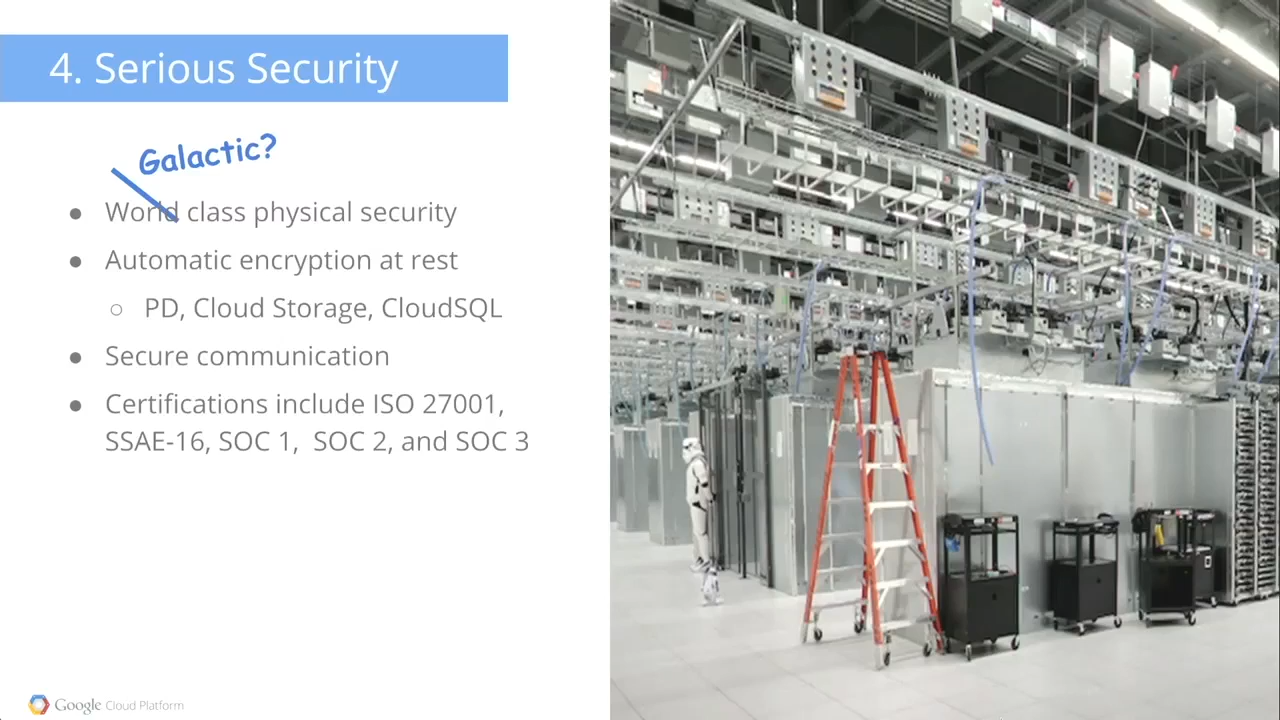 4. Serious Security
Galactic?
● World class physical security
● Automatic encryption at rest
○ PD, Cloud Storage, CloudSQL
● Secure communication
● Certifications include ISO 27001,
SSAE-16, SOC 1, SOC 2, and SOC 3
Google Cloud Platform